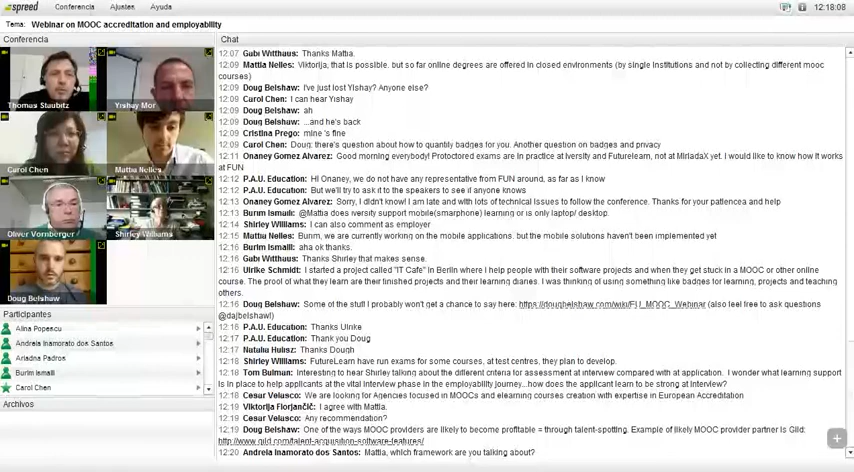 spreed
Conferencia Ajustes Ayuda 12:18:08
Tema: Webinar on MOOC accreditation and employability
Conferencia
Thomas Staubitz
Yishay Mor
Carol Chen
Mattia Nelles
Oliver Vornberger
Shirley Williams
Doug Belshaw
Participantes
Alina Popescu
Andreia Inamorato dos Santos
Ariadna Padros
Burim Ismaili
Carol Chen
Archivos
Chat
12:07 Gubi Witthaus: Thanks Mattia.
12:09 Mattia Nelles: Viktorija, that is possible. but so far online degrees are offered in closed environments (by single Institutions and not by collecting different mooc
courses)
12:09 Doug Belshaw: I've just lost Yishay? Anyone else?
12:09 Carol Chen: I can hear Yishay
12:09 Doug Belshaw: ah
12:09 Doug Belshaw: ...and he's back
12:09 Cristina Prego: mine 's fine
12:09 Carol Chen: Doug: there's question about how to quantify badges for you. Another question on badges and privacy
12:11 Onaney Gomez Alvarez: Good morning everybody! Protoctored exams are in practice at Iversity and Futurelearn, not at MiriadaX yet. I would like to know how It works
at FUN
12:12 P.A.U. Education: Hi Onaney, we do not have any representant from FUN around, as far as I know
12:12 P.A.U. Education: But we'll try to ask it to the speakers to see if anyone knows
12:13 Onaney Gomez Alvarez: Sorry, I didn't know! I am late and with lots of technical Issues to follow the conference. Thanks for your patiencea and help
12:13 Burim Ismaili: @Mattia does iversity support mobile(smarphone) learning or is only laptop/ desktop.
12:14 Shirley Williams: I can also comment as employer
12:15 Mattia Nelles: Burim, we are currently working on the mobile applications. but the mobile solutions haven't been implemented yet
12:16 Burim Ismaili: aha ok thanks.
12:16 Gubi Witthaus: Thanks Shirley that makes sense.
12:16 Ulrike Schmidt: I started a project called "IT Cafe" in Berlin where I help people with their software projects and when they get stuck in a MOOC or other online
course. The proof of what they learn are their finished projects and their learning diaries. I was thinking of using something like badges for learning, projects and teaching
others.
12:16 Doug Belshaw: Some of the stuff I probably won't get a chance to say here: https://dougbelshaw.com/wiki/EU_MOOC_Webinar (also feel free to ask questions
@dajbelshaw!)
12:16 P.A.U. Education: Thanks Ulrike
12:17 P.A.U. Education: Thank you Doug
12:17 Natalia Huisz: Thanks Dough
12:18 Shirley Williams: FutureLearn have run exams for some courses, at test centres, they plan to develop.
12:18 Tom Bulman: Interesting to hear Shirley talking about the different criteria for assessment at interview compared with at application. I wonder what learning support
is in place to help applicants at the vital interview phase in the employability journey...how does the applicant learn to be strong at interview?
12:18 Cesar Velasco: We are looking for Agencies focused in MOOCs and elearning courses creation with expertise in European Accreditation
12:19 Viktorija Florjančič: I agree with Mattia.
12:19 Cesar Velasco: Any recommendation?
12:19 Doug Belshaw: One of the ways MOOC providers are likely to become profitable = through talent-spotting. Example of likely MOOC provider partner is Gild:
http://www.gild.com/talent-acquisition-software-features/
12:20 Andreia Inamorato dos Santos: Mattia, which framework are you talking about?